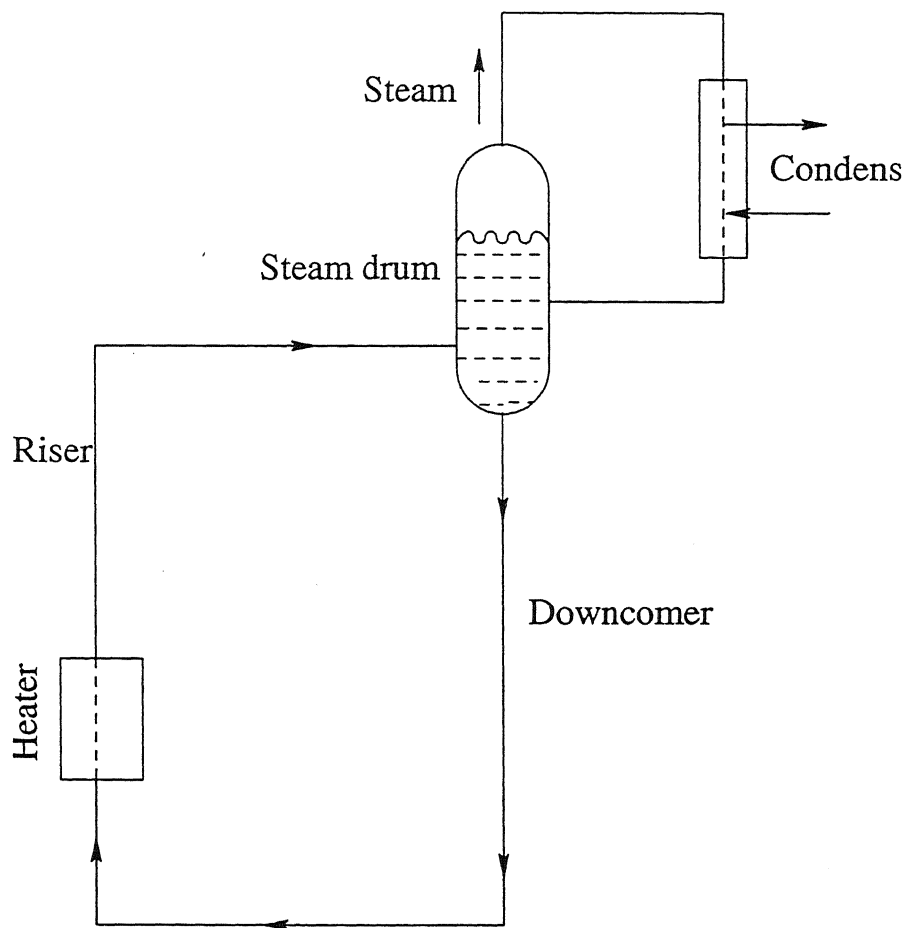 Steam
Condens
Steam drum
Riser
Downcomer
Heater